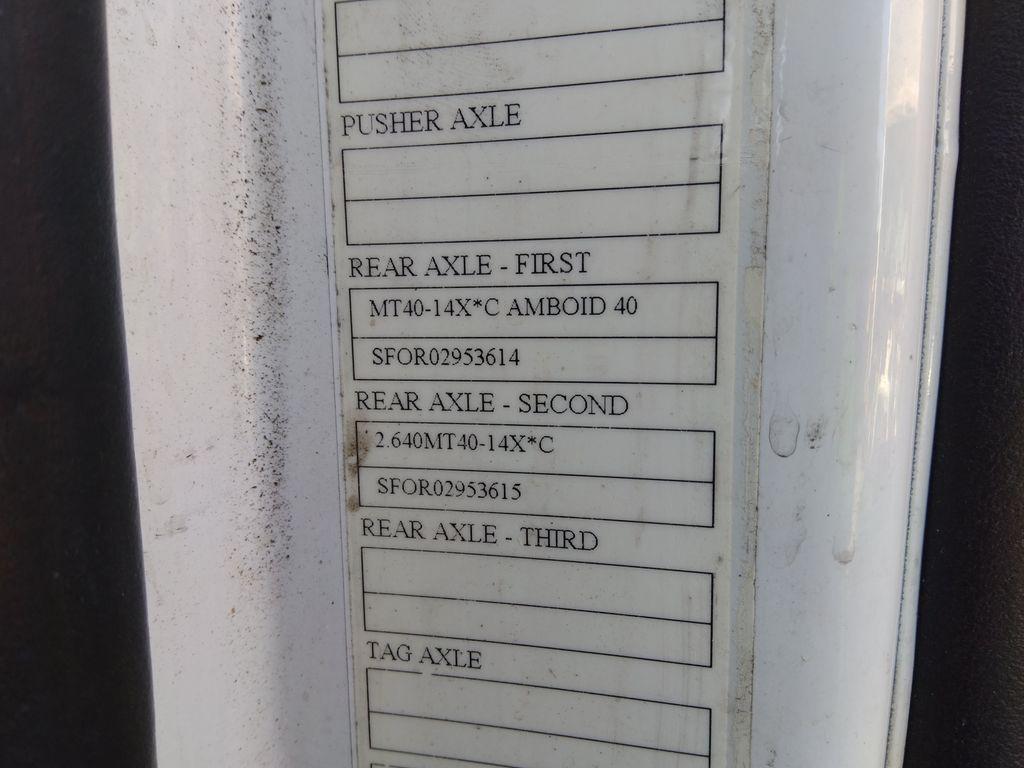 PUSHER AXLE
REAR AXLE - FIRST
MT40-14X*C AMBOID 40
SFOR02953614
REAR AXLE - SECOND
2.640MT40-14X*C
SFOR02953615
REAR AXLE - THIRD
TAG AXLE